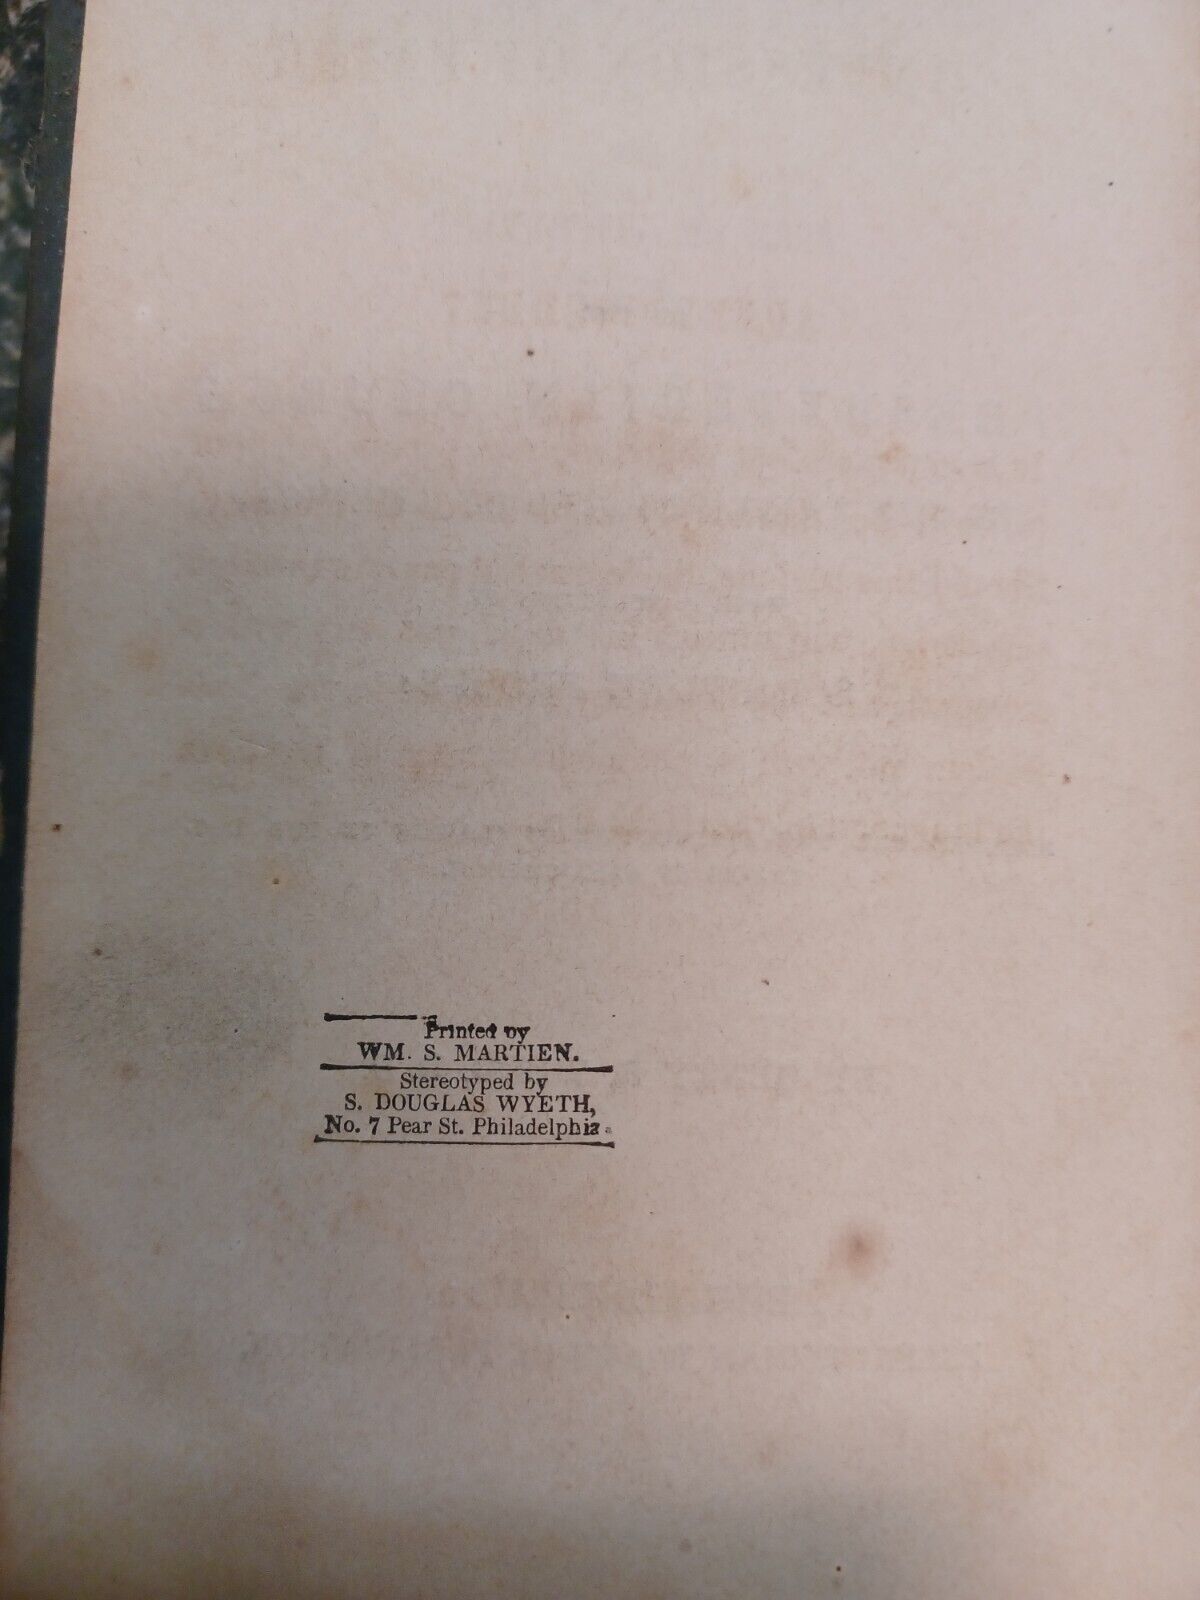 Printed by
WM. S. MARTIEN.
Stereotyped by
S. DOUGLAS WYETH,
No. 7 Pear St. Philadelphia.